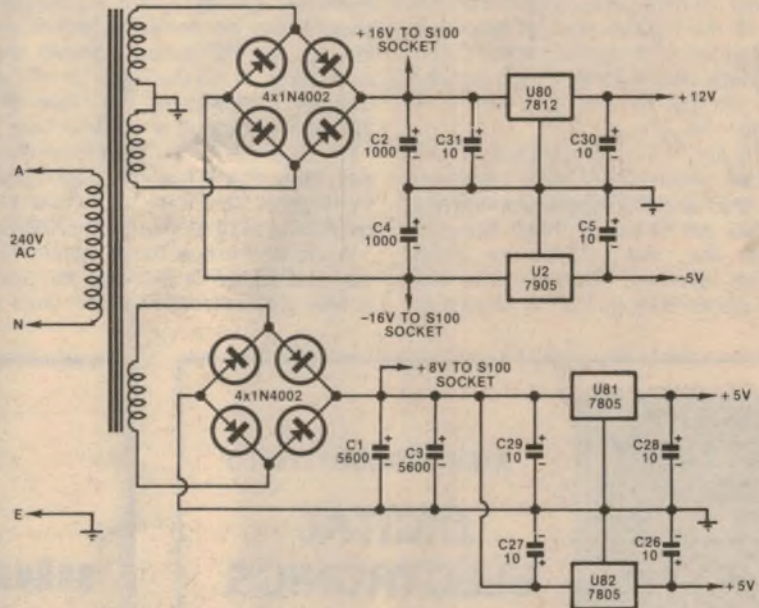 +16V TO S100
SOCKET
4x1N4002
U80
7812
+12V
C2
1000
C31
10
C30
10
A
240V
AC
N
C4
1000
C5
10
U2
7905
-5V
-16V TO S100
SOCKET
+8V TO S100
SOCKET
4x1N4002
U81
7805
+5V
C1
5600
C3
5600
C29
10
C28
10
E
C27
10
C26
10
U82
7805
+5V